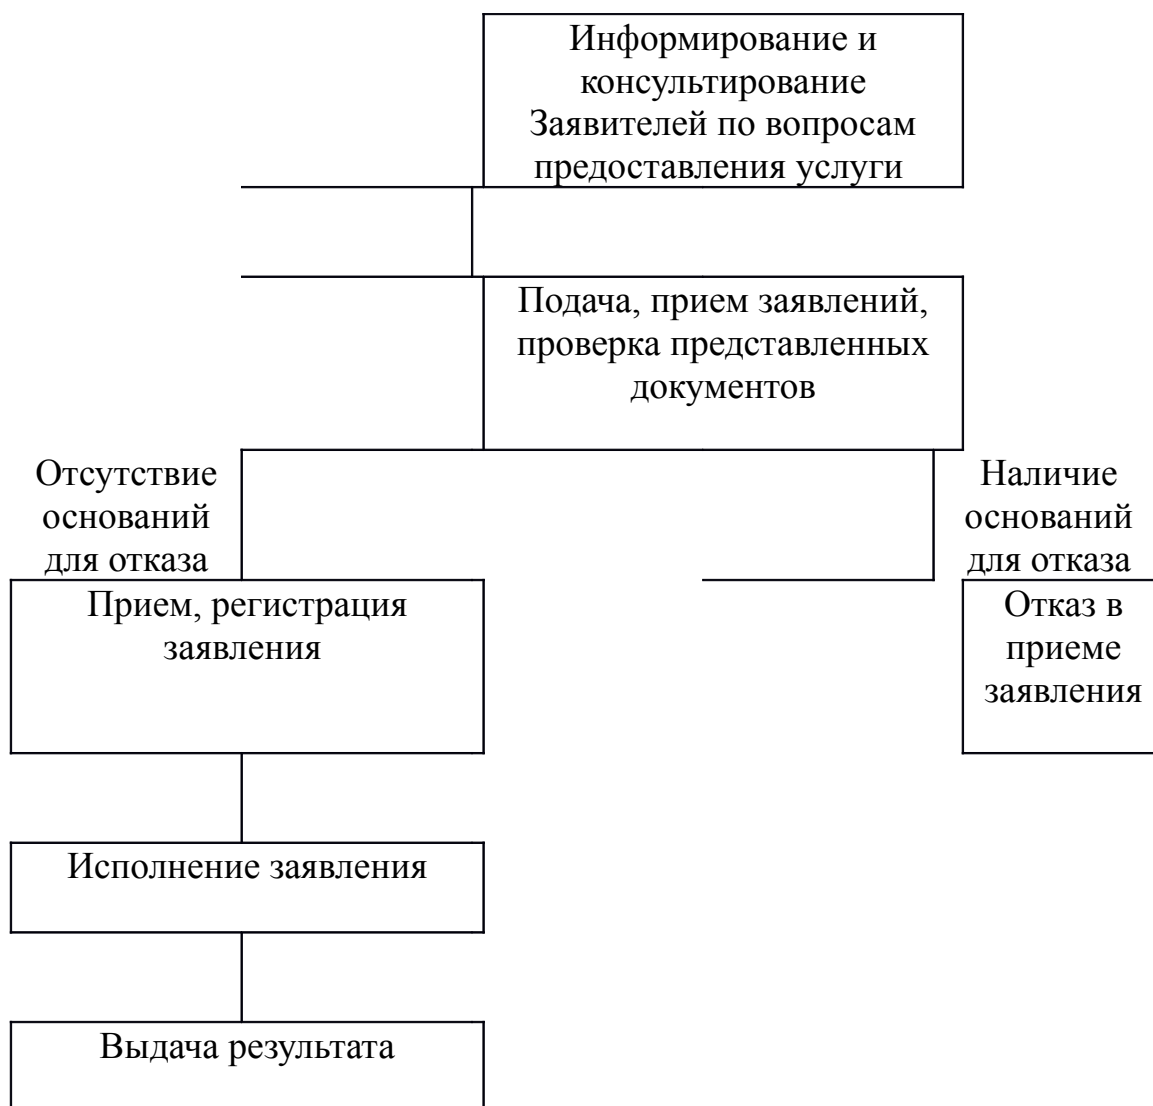 Информирование и
консультирование
Заявителей по вопросам
предоставления услуги
Подача, прием заявлений,
проверка представленных
документов
Отсутствие
оснований
для отказа
Наличие
оснований
для отказа
Прием, регистрация
заявления
Отказ в
приеме
заявления
Исполнение заявления
Выдача результата